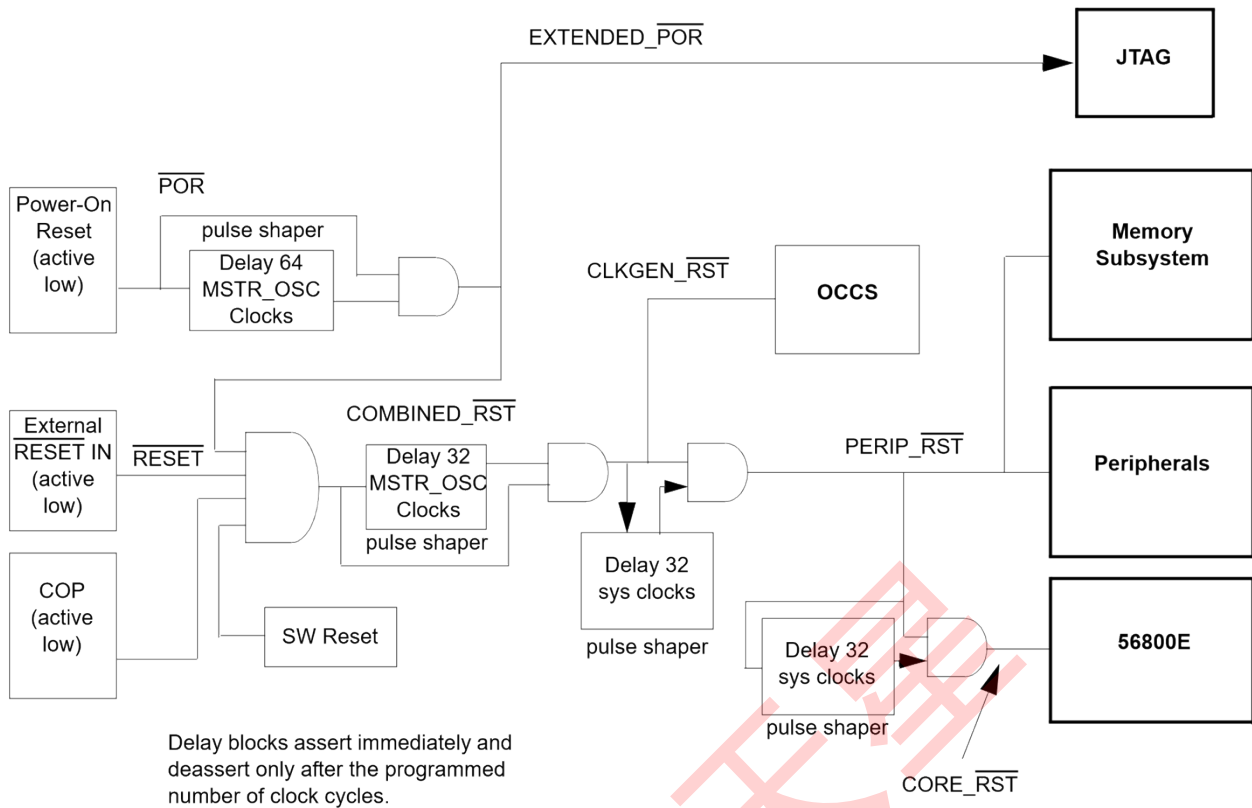 EXTENDED_POR
JTAG
POR
Power-On
Reset
(active
low)
pulse shaper
Delay 64
MSTR_OSC
Clocks
CLKGEN_RST
OCCS
Memory
Subsystem
External
RESET IN
(active
low)
RESET
COMBINED_RST
Delay 32
MSTR_OSC
Clocks
pulse shaper
PERIP_RST
Peripherals
COP
(active
low)
SW Reset
Delay 32
sys clocks
pulse shaper
Delay 32
sys clocks
pulse shaper
56800E
CORE_RST
Delay blocks assert immediately and
deassert only after the programmed
number of clock cycles.